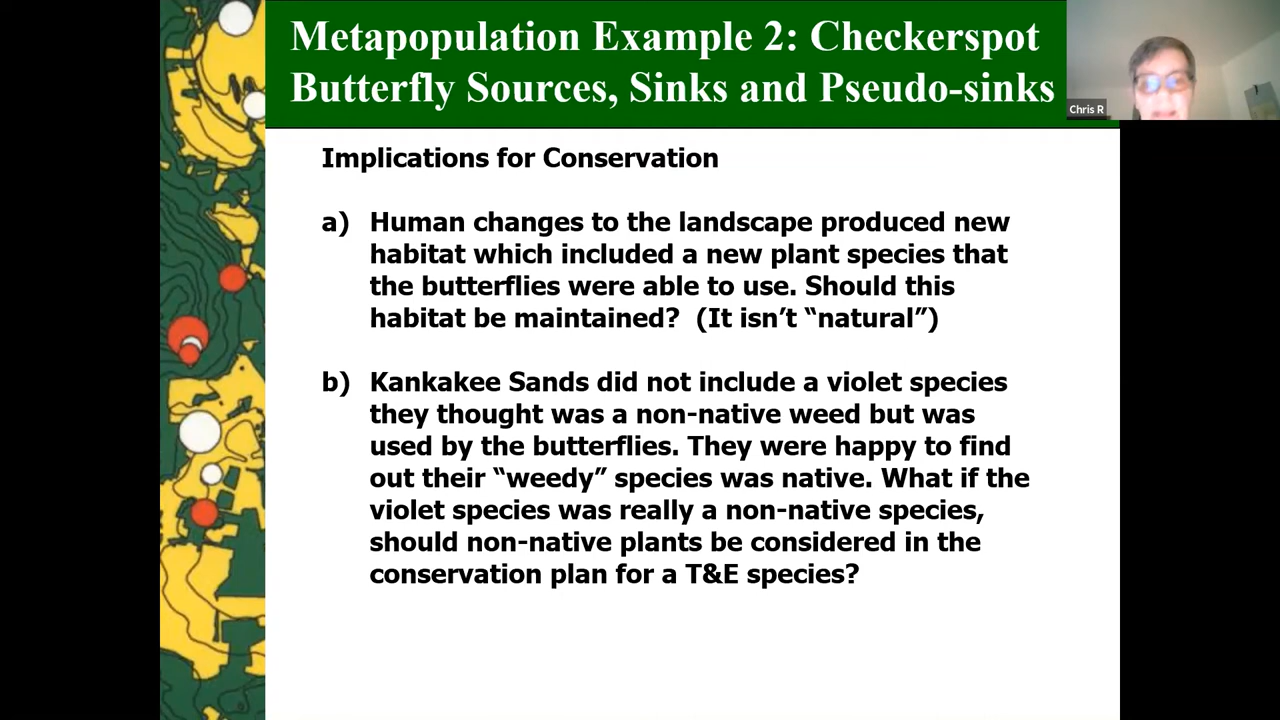 Metapopulation Example 2: Checkerspot
Butterfly Sources, Sinks and Pseudo-sinks
Chris R
Implications for Conservation
a) Human changes to the landscape produced new
habitat which included a new plant species that
the butterflies were able to use. Should this
habitat be maintained? (It isn’t “natural”)
b) Kankakee Sands did not include a violet species
they thought was a non-native weed but was
used by the butterflies. They were happy to find
out their “weedy” species was native. What if the
violet species was really a non-native species,
should non-native plants be considered in the
conservation plan for a T&E species?